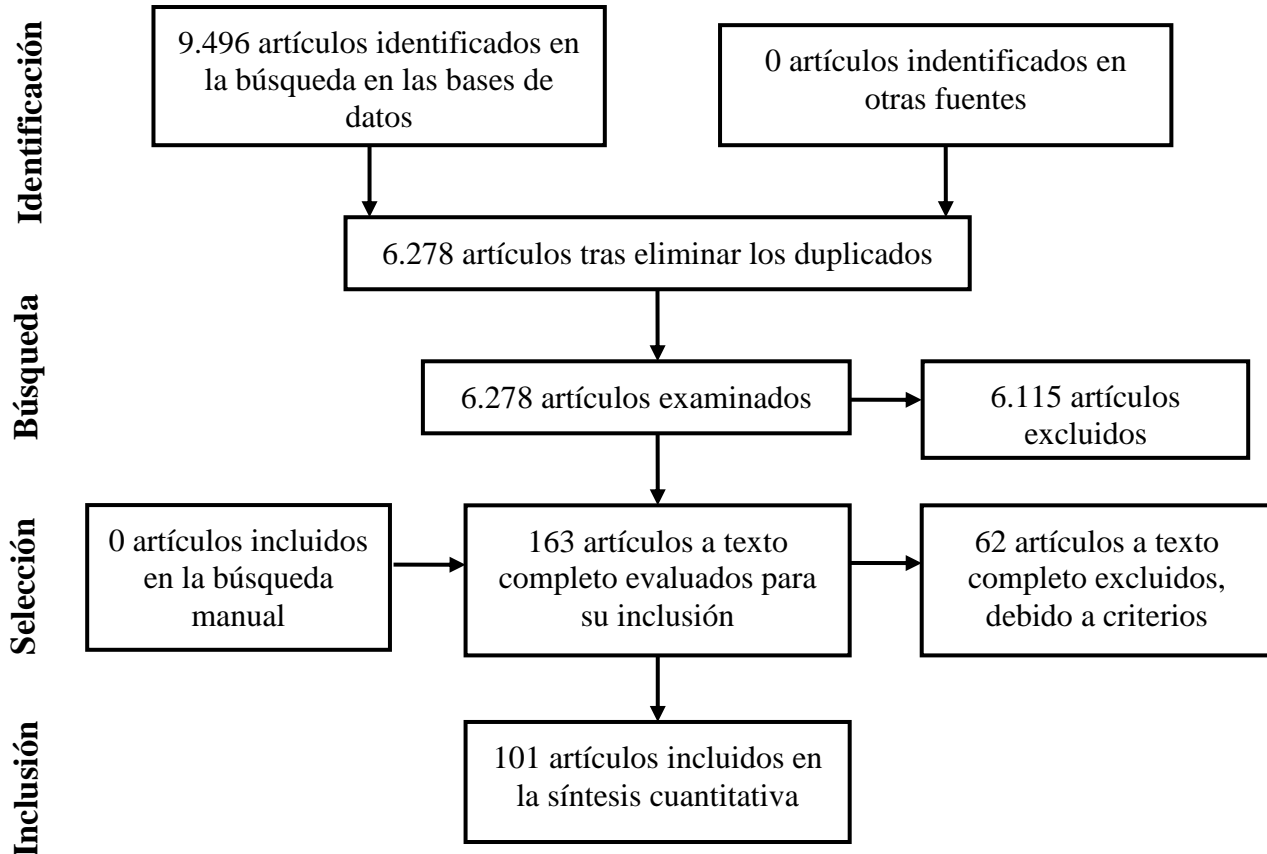 Identificación
9.496 artículos identificados en
la búsqueda en las bases de
datos
0 artículos indentificados en
otras fuentes
6.278 artículos tras eliminar los duplicados
Búsqueda
6.278 artículos examinados
6.115 artículos
excluidos
Selección
0 artículos incluidos
en la búsqueda
manual
163 artículos a texto
completo evaluados para
su inclusión
62 artículos a texto
completo excluidos,
debido a criterios
Inclusión
101 artículos incluidos en
la síntesis cuantitativa